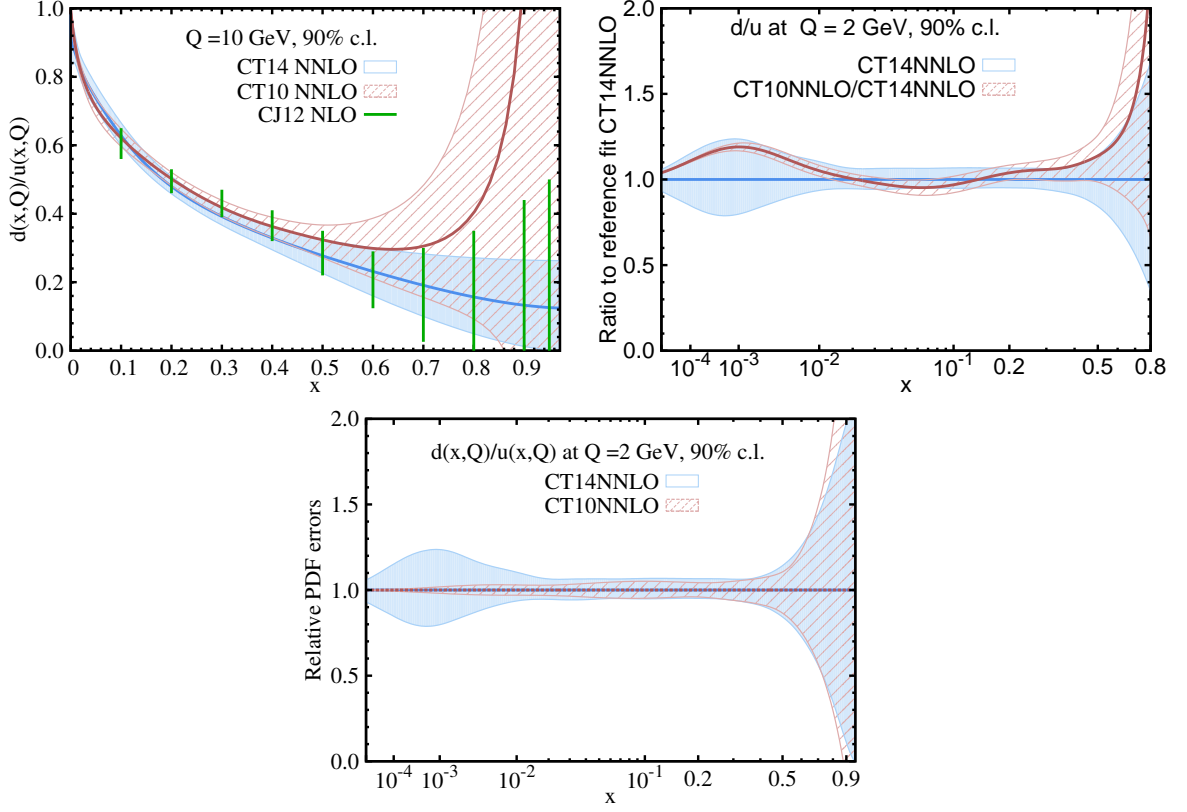 1.0
0.8
0.6
0.4
0.2
0.0
d(x,Q)/u(x,Q)
Q =10 GeV, 90% c.l.
CT14 NNLO
CT10 NNLO
CJ12 NLO
0 0.1 0.2 0.3 0.4 0.5 0.6 0.7 0.8 0.9
x
2.0
1.5
1.0
0.5
0.0
Ratio to reference fit CT14NNLO
d/u at Q = 2 GeV, 90% c.l.
CT14NNLO
CT10NNLO/CT14NNLO
10-4 10-3 10-2 10-1 0.2 0.5 0.8
x
2.0
1.5
1.0
0.5
0.0
Relative PDF errors
d(x,Q)/u(x,Q) at Q =2 GeV, 90% c.l.
CT14NNLO
CT10NNLO
10-4 10-3 10-2 10-1 0.2 0.5 0.9
x